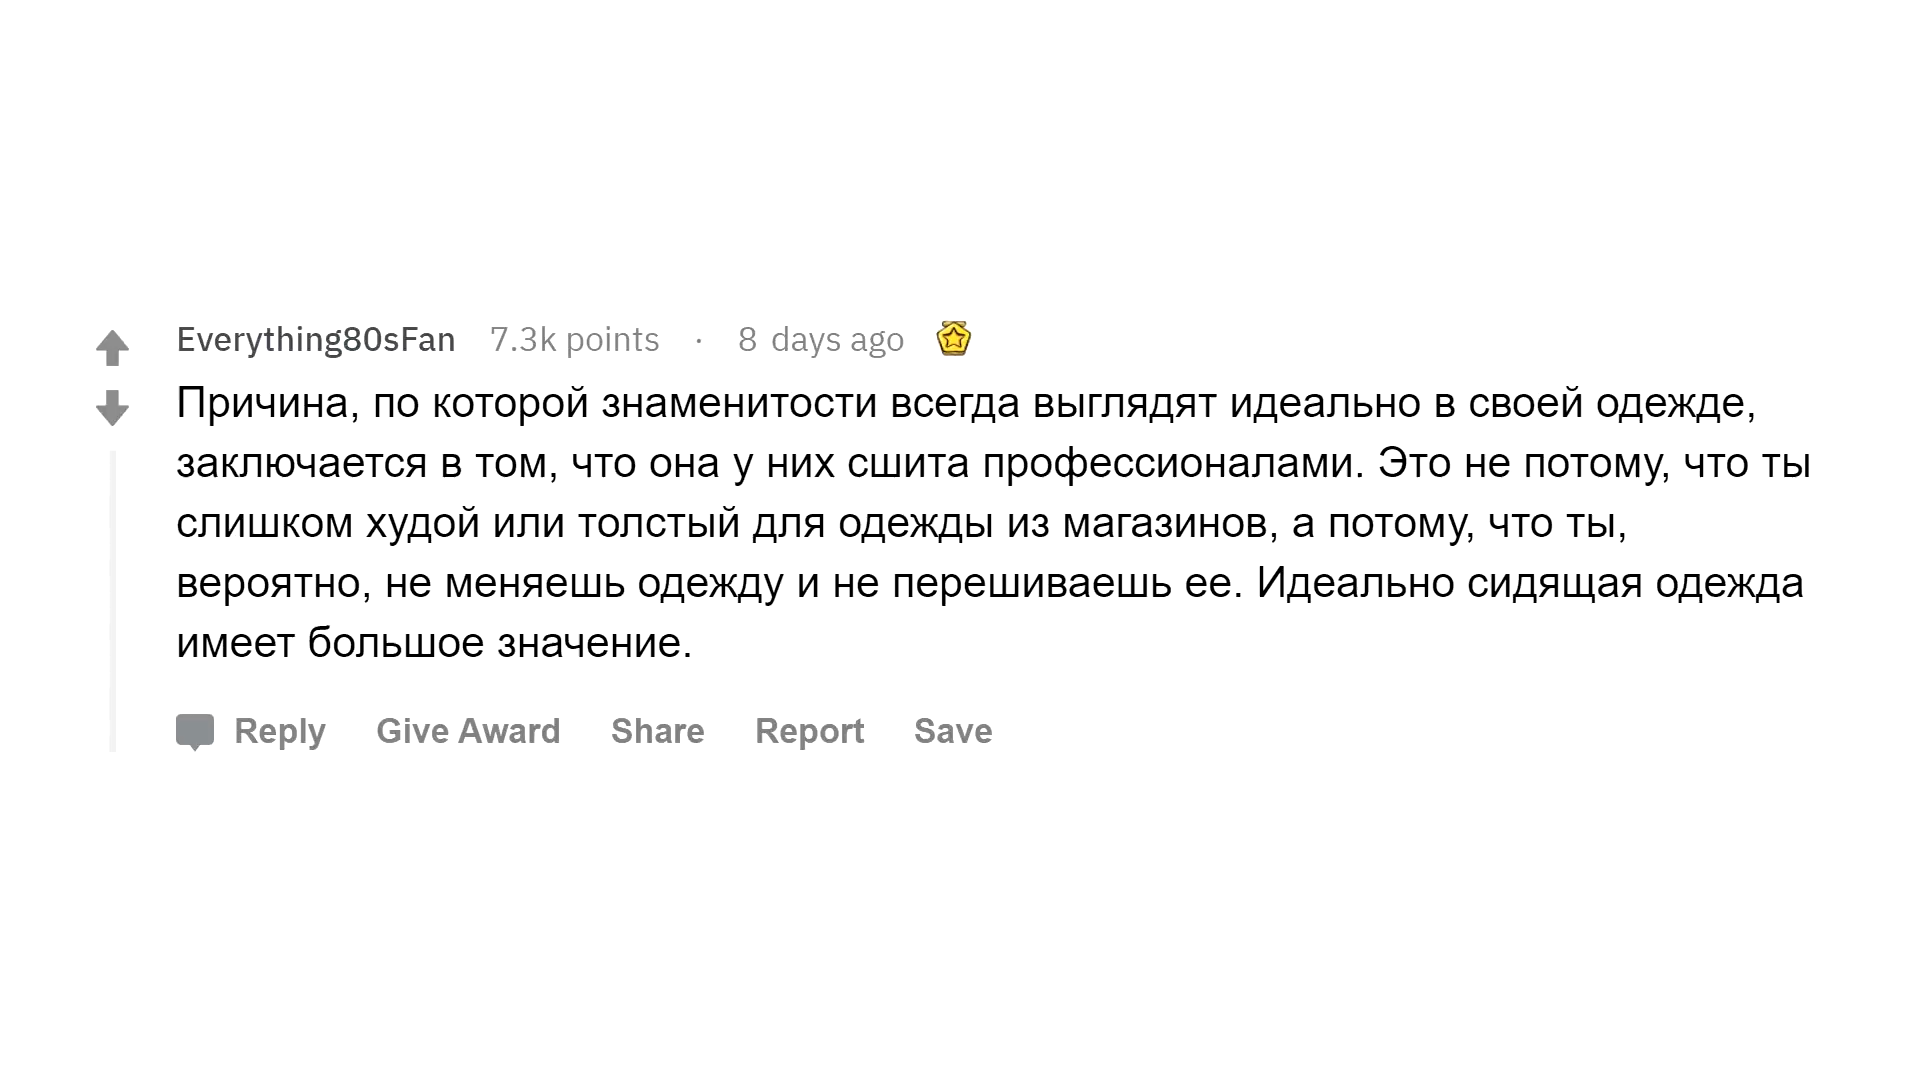 Everything80sFan 7.3k points · 8 days ago
Причина, по которой знаменитости всегда выглядят идеально в своей одежде,
заключается в том, что она у них сшита профессионалами. Это не потому, что ты
слишком худой или толстый для одежды из магазинов, а потому, что ты,
вероятно, не меняешь одежду и не перешиваешь ее. Идеально сидящая одежда
имеет большое значение.
Reply Give Award Share Report Save